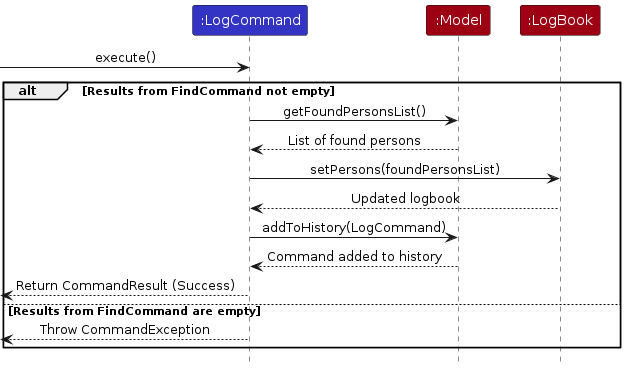 :LogCommand
:Model
:LogBook
execute()
alt
[Results from FindCommand not empty]
getFoundPersonsList()
List of found persons
setPersons(foundPersonsList)
Updated logbook
addToHistory(LogCommand)
Command added to history
Return CommandResult (Success)
[Results from FindCommand are empty]
Throw CommandException